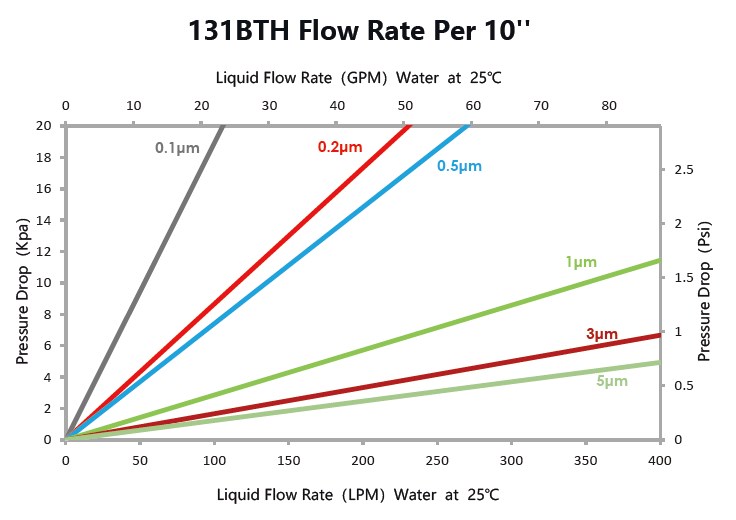 131BTH Flow Rate Per 10''
Liquid Flow Rate (GPM) Water at 25℃
0 10 20 30 40 50 60 70 80
20
18
16
14
12
10
8
6
4
2
0
Pressure Drop (Kpa)
0.1μm
0.2μm
0.5μm
1μm
3μm
5μm
2.5
2
1.5
1
0.5
0
Pressure Drop (Psi)
0 50 100 150 200 250 300 350 400
Liquid Flow Rate (LPM) Water at 25℃